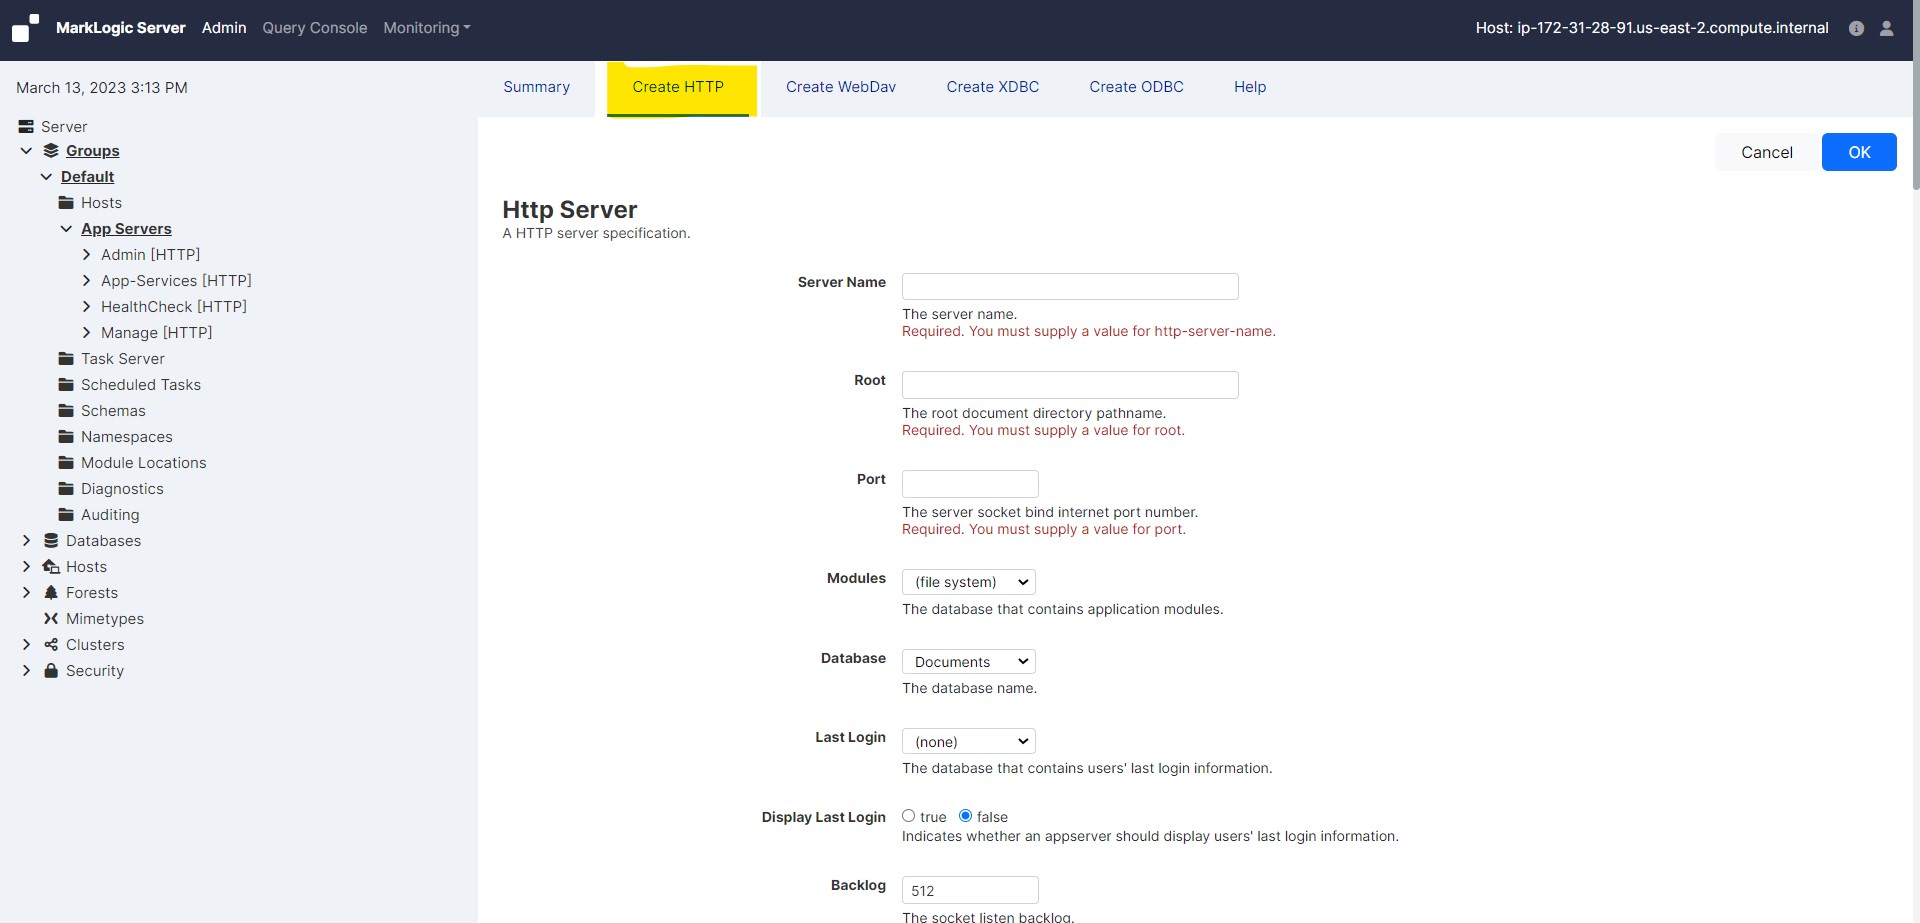 MarkLogic Server Admin Query Console Monitoring Host: ip-172-31-28-91.us-east-2.compute.internal
March 13, 2023 3:13 PM
Server
Groups
Default
Hosts
App Servers
Admin [HTTP]
App-Services [HTTP]
HealthCheck [HTTP]
Manage [HTTP]
Task Server
Scheduled Tasks
Schemas
Namespaces
Module Locations
Diagnostics
Auditing
Databases
Hosts
Forests
Mimetypes
Clusters
Security
Summary Create HTTP Create WebDav Create XDBC Create ODBC Help
Cancel OK
Http Server
A HTTP server specification.
Server Name
The server name.
Required. You must supply a value for http-server-name.
Root
The root document directory pathname.
Required. You must supply a value for root.
Port
The server socket bind internet port number.
Required. You must supply a value for port.
Modules (file system)
The database that contains application modules.
Database Documents
The database name.
Last Login (none)
The database that contains users' last login information.
Display Last Login true false
Indicates whether an appserver should display users' last login information.
Backlog 512
The socket listen backlog.